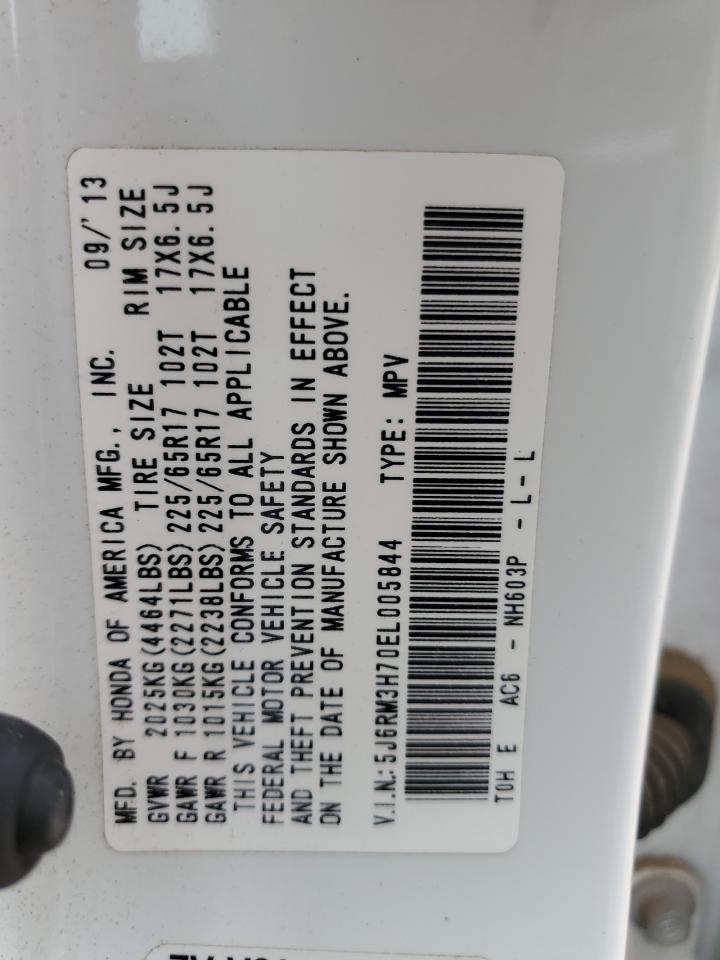 MFD. BY HONDA OF AMERICA MFG., INC. 09/'13
GVWR 2025KG(4464LBS) TIRE SIZE RIM SIZE
GAWR F 1030KG(2271LBS) 225/65R17 102T 17X6.5J
GAWR R 1015KG(2238LBS) 225/65R17 102T 17X6.5J
THIS VEHICLE CONFORMS TO ALL APPLICABLE
FEDERAL MOTOR VEHICLE SAFETY
AND THEFT PREVENTION STANDARDS IN EFFECT
ON THE DATE OF MANUFACTURE SHOWN ABOVE.
V.I.N.: 5J6RM3H70EL005844 TYPE: MPV
TOH E AC6 - NH603P - L - L